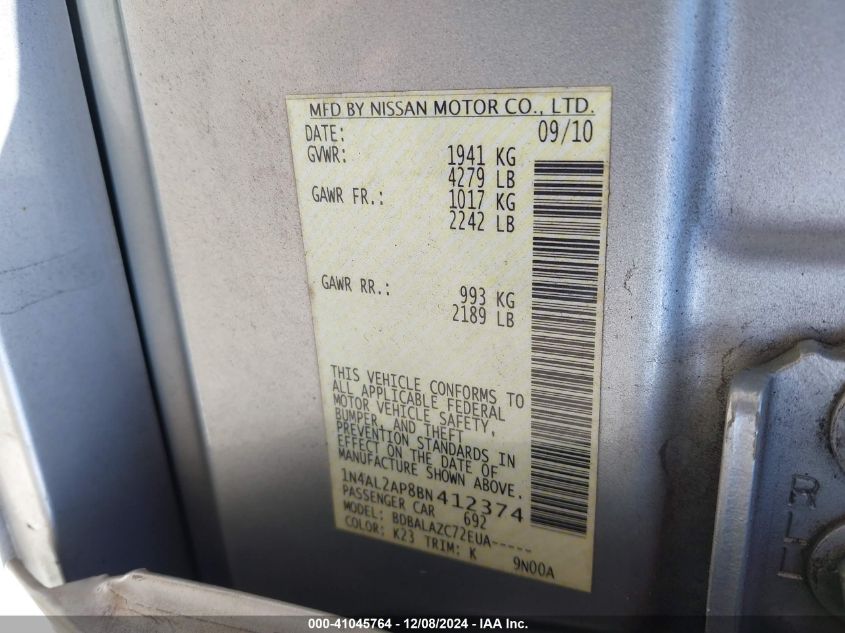 MFD BY NISSAN MOTOR CO., LTD.
DATE: 09/10
GVWR: 1941 KG
4279 LB
GAWR FR.: 1017 KG
2242 LB
GAWR RR.: 993 KG
2189 LB
THIS VEHICLE CONFORMS TO
ALL APPLICABLE FEDERAL
MOTOR VEHICLE SAFETY,
BUMPER, AND THEFT
PREVENTION STANDARDS IN
EFFECT ON THE DATE OF
MANUFACTURE SHOWN ABOVE.
1N4AL2AP8BN412374
PASSENGER CAR 692
MODEL: BDBALAZC72EUA-----
COLOR: K23 TRIM: K 9N00A
RLL
000-41045764 - 12/08/2024 - IAA Inc.